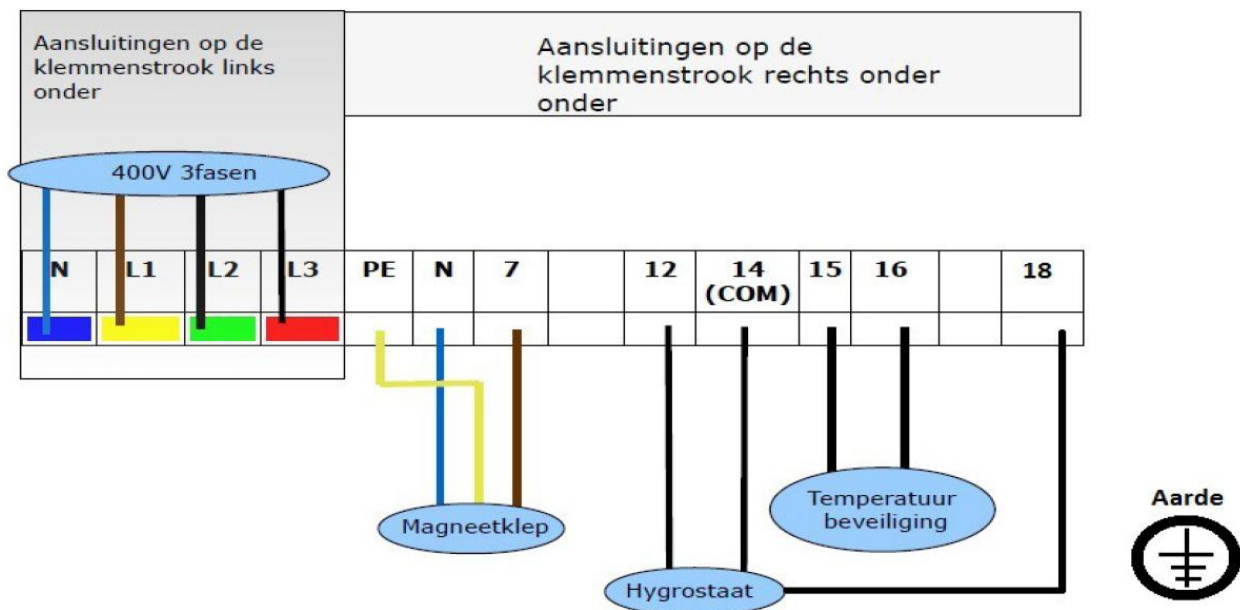 Aansluitingen op de
klemmenstrook links
onder
Aansluitingen op de
klemmenstrook rechts onder
onder
400V 3fasen
N L1 L2 L3 PE N 7 12 14 15 16 18
(COM)
Magneetklep
Temperatuur
beveiliging
Hygrostaat
Aarde